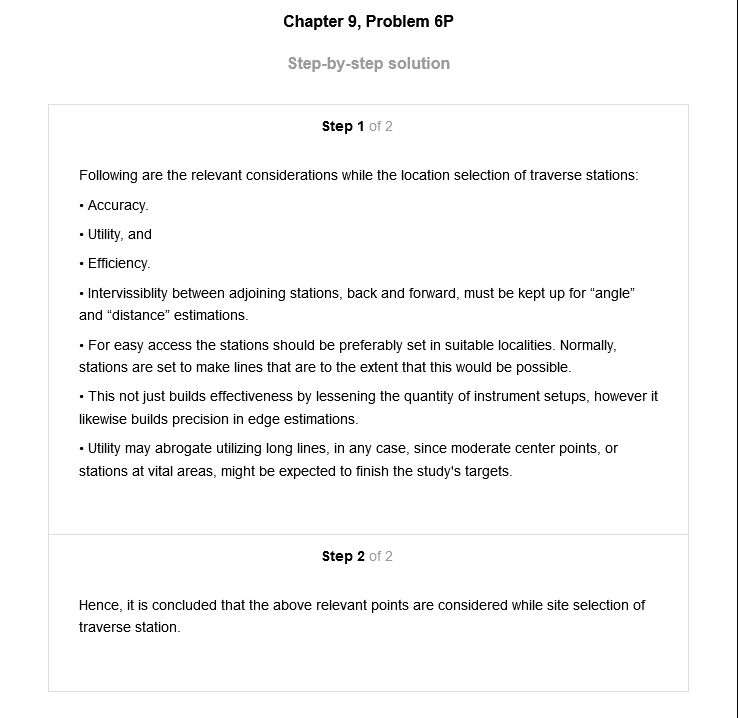 Chapter 9, Problem 6P
Step-by-step solution
Step 1 of 2
Following are the relevant considerations while the location selection of traverse stations:
• Accuracy.
• Utility, and
• Efficiency.
• Intervissiblity between adjoining stations, back and forward, must be kept up for “angle”
and “distance” estimations.
• For easy access the stations should be preferably set in suitable localities. Normally,
stations are set to make lines that are to the extent that this would be possible.
• This not just builds effectiveness by lessening the quantity of instrument setups, however it
likewise builds precision in edge estimations.
• Utility may abrogate utilizing long lines, in any case, since moderate center points, or
stations at vital areas, might be expected to finish the study's targets.
Step 2 of 2
Hence, it is concluded that the above relevant points are considered while site selection of
traverse station.